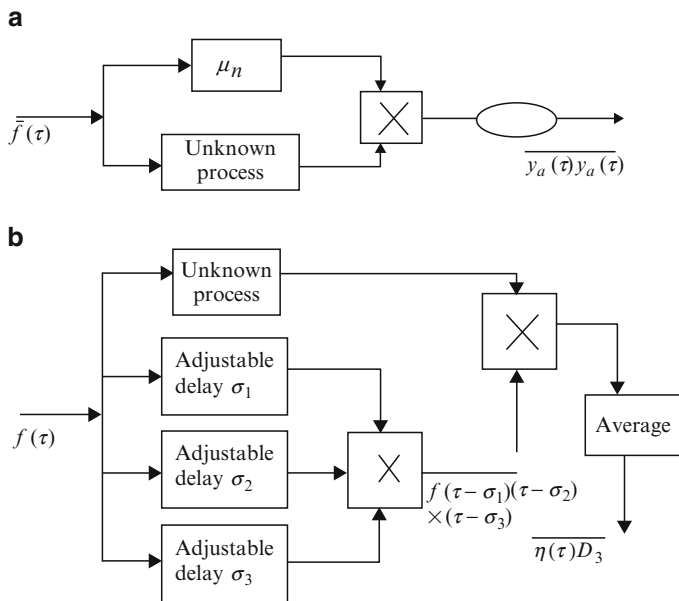 a
μn
f̄(τ)
Unknown
process
ya(τ)ya(τ)
b
Unknown
process
Adjustable
delay σ1
f(τ)
Adjustable
delay σ2
f(τ−σ1)(τ−σ2)
×(τ−σ3)
Average
Adjustable
delay σ3
η(τ)D3